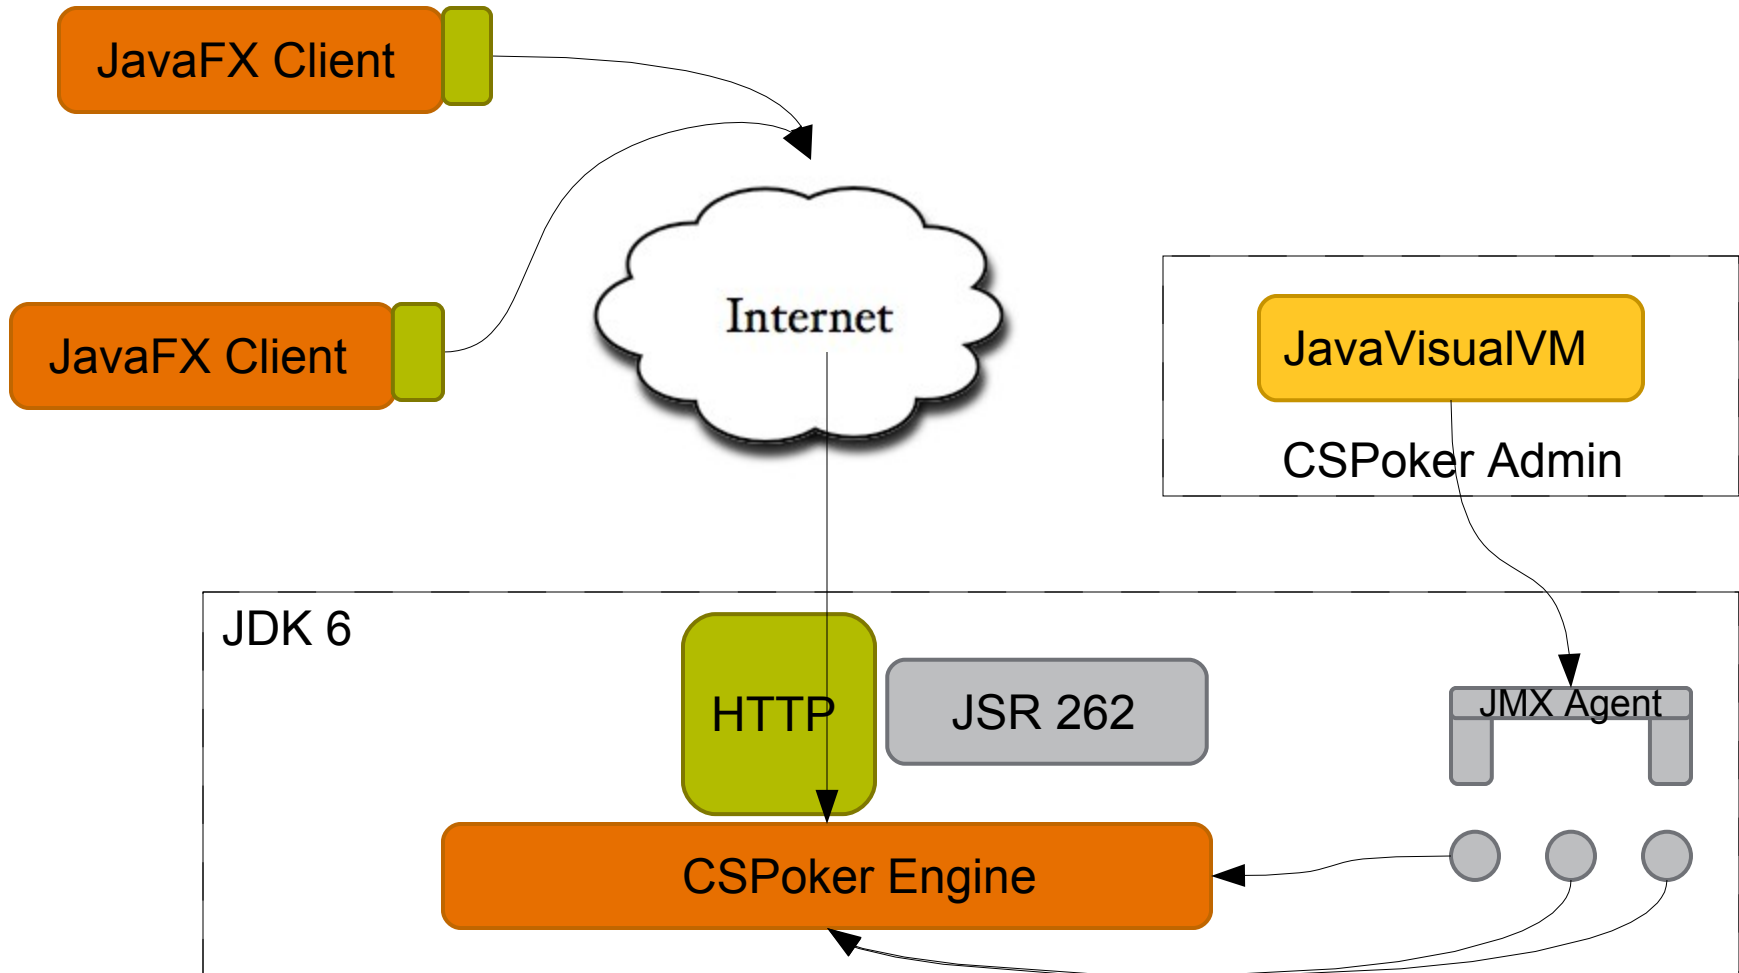 JavaFX Client
JavaFX Client
Internet
JavaVisualVM
CSPoker Admin
JDK 6
HTTP
JSR 262
JMX Agent
CSPoker Engine